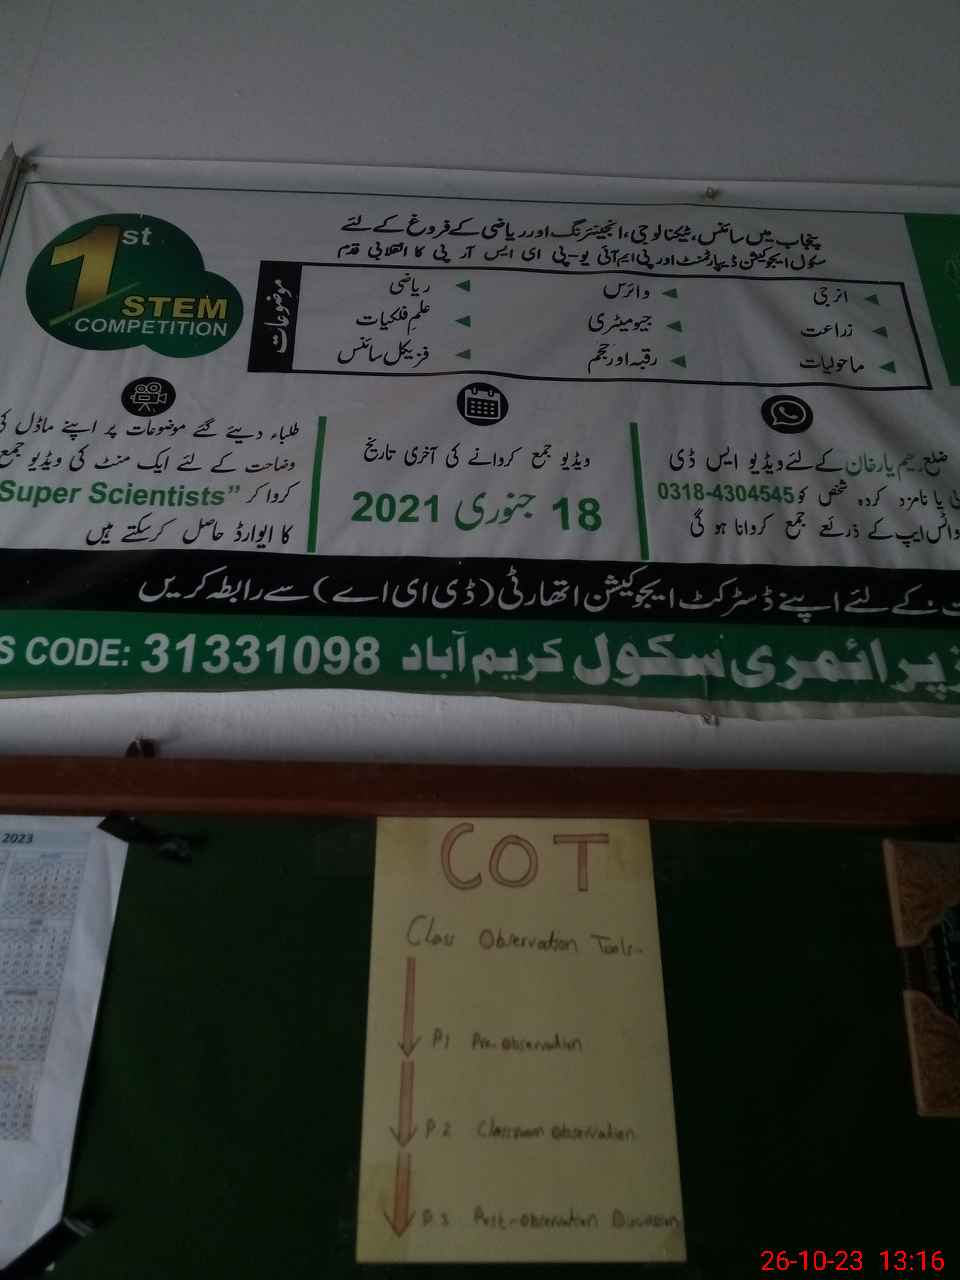 1st
STEM
COMPETITION
پنجاب میں سائنس، ٹیکنالوجی، انجینئرنگ اور ریاضی کے فروغ کے لئے
سکول ایجوکیشن ڈیپارٹمنٹ اور پی ایم آئی یو-پی ای ایس آر پی کا انقلابی قدم
موضوعات
انرجی
وائرس
ریاضی
زراعت
جیومیٹری
علمِ فلکیات
ماحولیات
رقبہ اور حجم
فزیکل سائنس
ضلع رحیم یار خان کے لئے ویڈیو ایس ڈی
یا نامزد کردہ شخص کو 0318-4304545
واٹس ایپ کے ذریعے جمع کروانا ہو گی
ویڈیو جمع کروانے کی آخری تاریخ
18 جنوری 2021
طلباء دیئے گئے موضوعات پر اپنے ماڈل کی
وضاحت کے لئے ایک منٹ کی ویڈیو جمع
کروا کر "Super Scientists"
کا ایوارڈ حاصل کرسکتے ہیں
کے لئے اپنے ڈسٹرکٹ ایجوکیشن اتھارٹی (ڈی ای اے) سے رابطہ کریں
پرائمری سکول کریم آباد S CODE: 31331098
2023
COT
Class Observation Tools
P.1 Pre-observation
P.2 Classroom observation
P.3 Post-observation Discussion
26-10-23 13:16